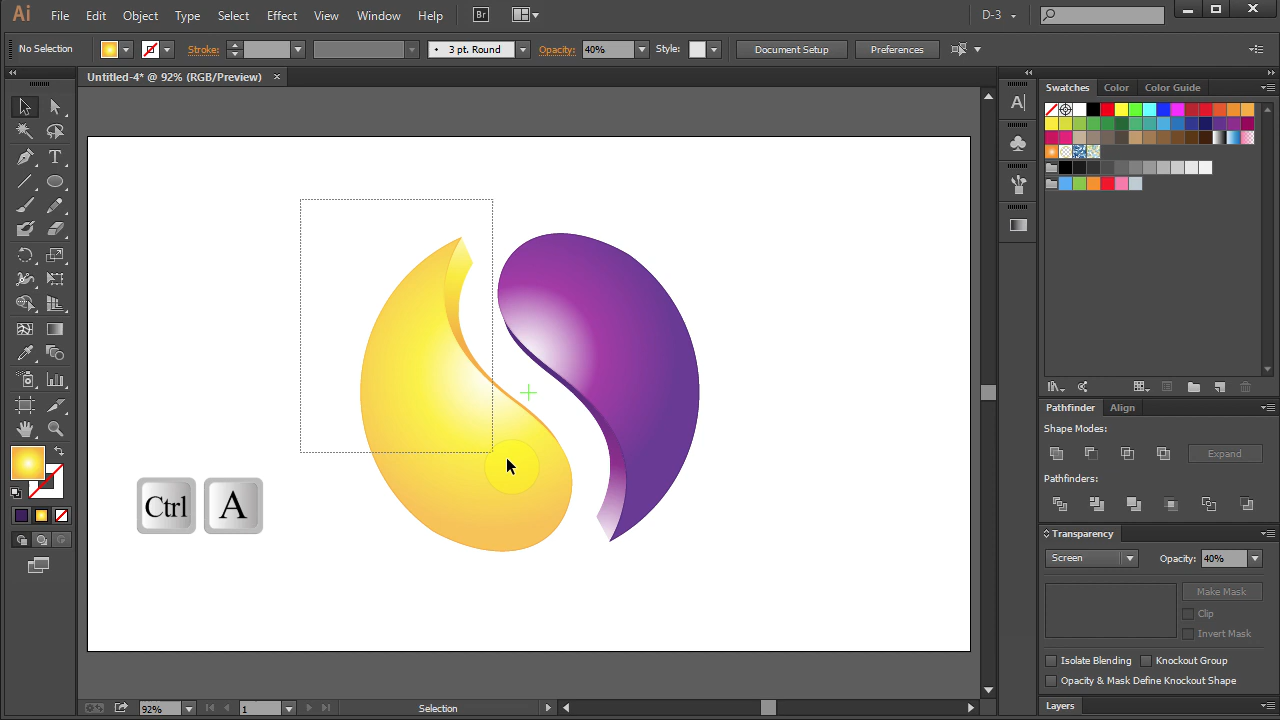 Ai File Edit Object Type Select Effect View Window Help Br D-3
No Selection Stroke: 3 pt. Round Opacity: 40% Style: Document Setup Preferences
Untitled-4* @ 92% (RGB/Preview)
Swatches Color Color Guide
A
T
Pathfinder Align
Shape Modes:
Expand
Pathfinders:
Ctrl A
Transparency
Screen Opacity: 40%
Make Mask
Clip
Invert Mask
Isolate Blending Knockout Group
Opacity & Mask Define Knockout Shape
Layers
92% 1 Selection